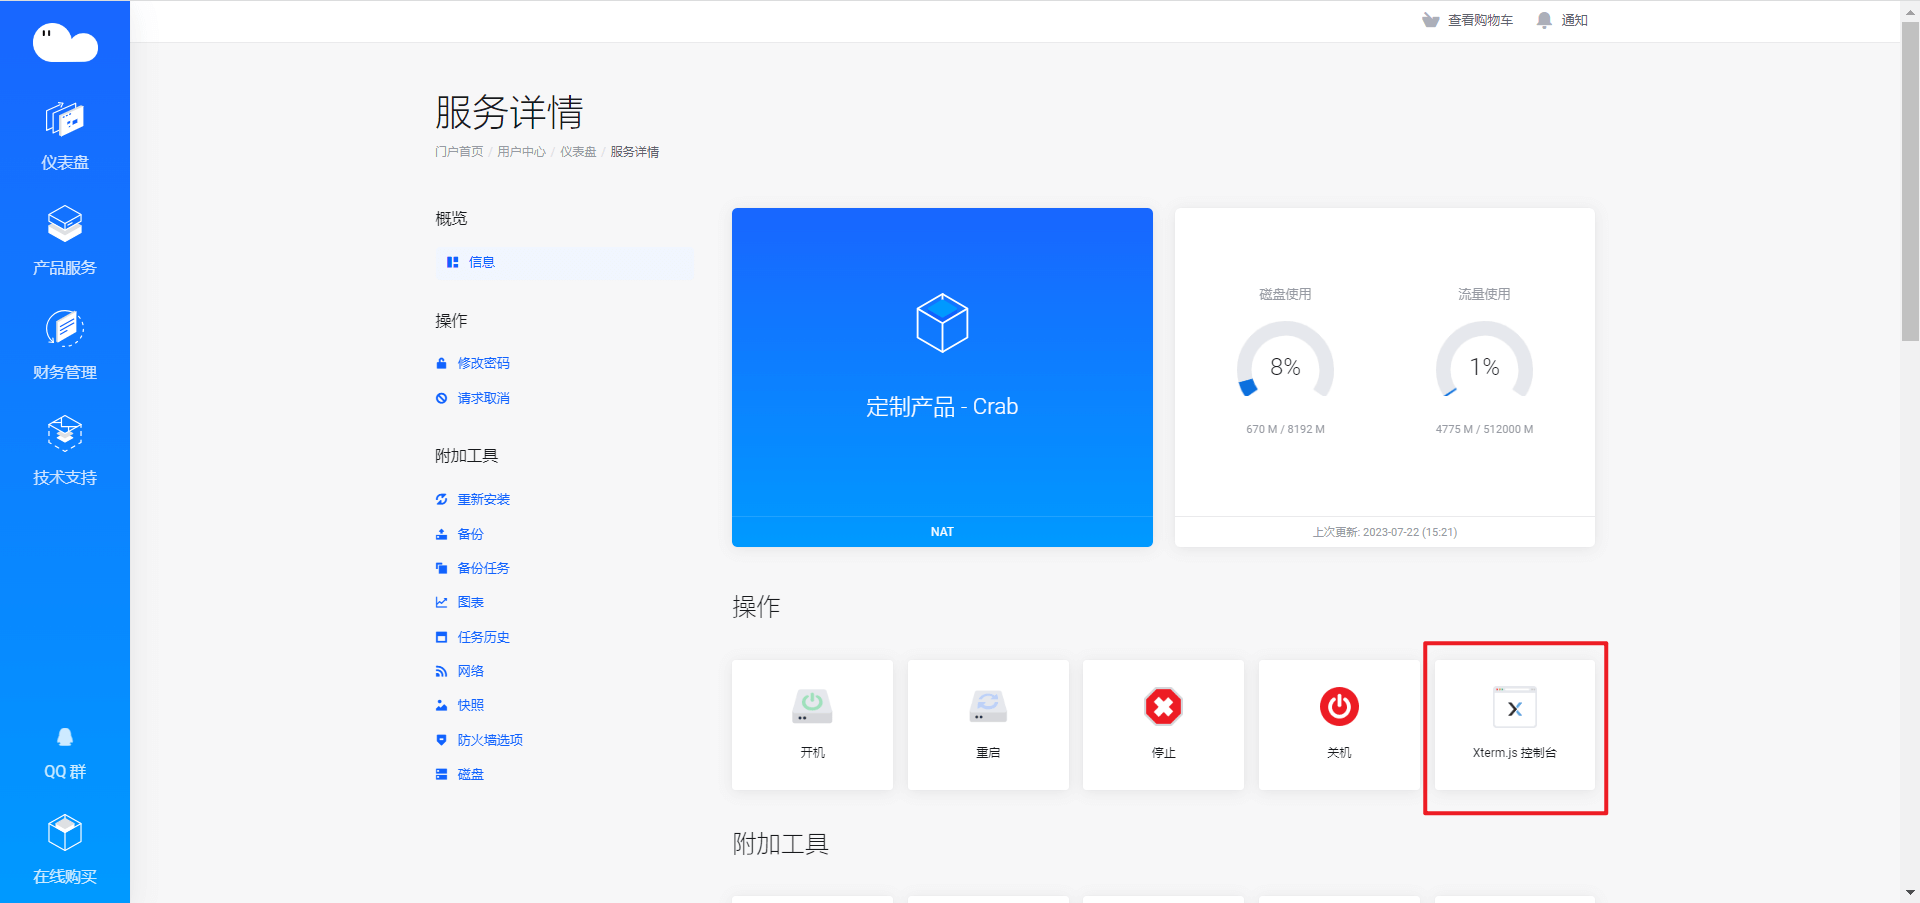 查看购物车
通知
仪表盘
产品服务
财务管理
技术支持
QQ 群
在线购买
服务详情
门户首页 / 用户中心 / 仪表盘 / 服务详情
概览
信息
操作
修改密码
请求取消
附加工具
重新安装
备份
备份任务
图表
任务历史
网络
快照
防火墙选项
磁盘
定制产品 - Crab
NAT
磁盘使用
8%
670 M / 8192 M
流量使用
1%
4775 M / 512000 M
上次更新: 2023-07-22 (15:21)
操作
开机
重启
停止
关机
X
Xterm.js 控制台
附加工具